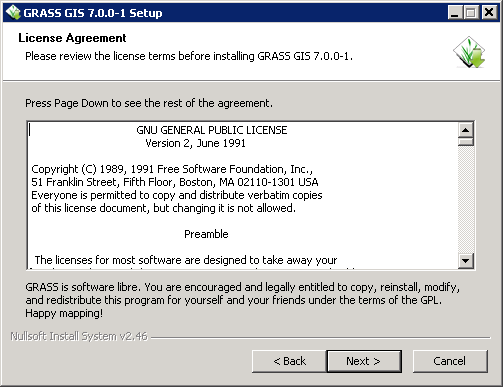 GRASS GIS 7.0.0-1 Setup
License Agreement
Please review the license terms before installing GRASS GIS 7.0.0-1.
Press Page Down to see the rest of the agreement.
GNU GENERAL PUBLIC LICENSE
Version 2, June 1991
Copyright (C) 1989, 1991 Free Software Foundation, Inc.,
51 Franklin Street, Fifth Floor, Boston, MA 02110-1301 USA
Everyone is permitted to copy and distribute verbatim copies
of this license document, but changing it is not allowed.
Preamble
The licenses for most software are designed to take away your
GRASS is software libre. You are encouraged and legally entitled to copy, reinstall, modify,
and redistribute this program for yourself and your friends under the terms of the GPL.
Happy mapping!
Nullsoft Install System v2.46
< Back Next > Cancel